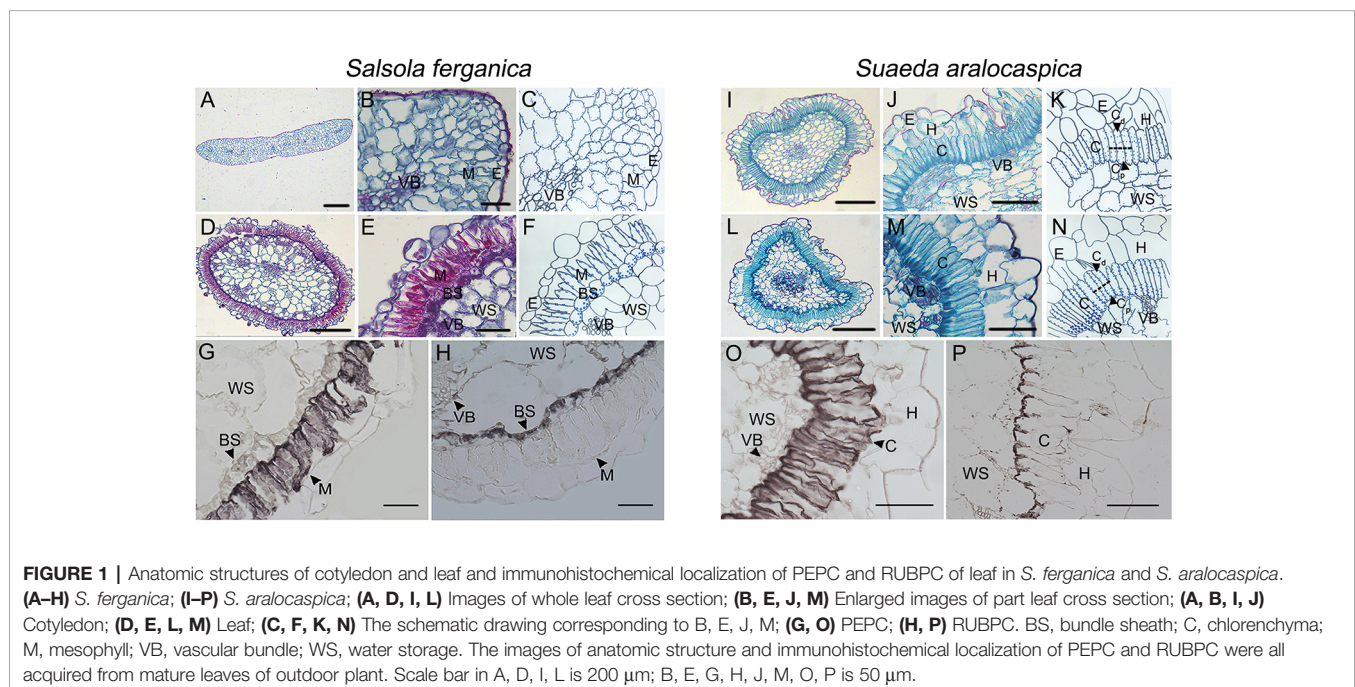 Salsola ferganica
Suaeda aralocaspica
A
B
VB
M
E
C
E
M
VB
D
E
M
BS
WS
VB
F
M
BS
E
WS
VB
G
WS
BS
M
H
WS
VB
BS
M
I
J
E
H
C
VB
WS
K
E
Cd
H
C
Cp
WS
L
M
C
H
VB
WS
N
E
Cd
H
C
Cp
WS
VB
O
WS
VB
H
C
P
C
WS
H
FIGURE 1 | Anatomic structures of cotyledon and leaf and immunohistochemical localization of PEPC and RUBPC of leaf in S. ferganica and S. aralocaspica.
(A–H) S. ferganica; (I–P) S. aralocaspica; (A, D, I, L) Images of whole leaf cross section; (B, E, J, M) Enlarged images of part leaf cross section; (A, B, I, J)
Cotyledon; (D, E, L, M) Leaf; (C, F, K, N) The schematic drawing corresponding to B, E, J, M; (G, O) PEPC; (H, P) RUBPC. BS, bundle sheath; C, chlorenchyma;
M, mesophyll; VB, vascular bundle; WS, water storage. The images of anatomic structure and immunohistochemical localization of PEPC and RUBPC were all
acquired from mature leaves of outdoor plant. Scale bar in A, D, I, L is 200 μm; B, E, G, H, J, M, O, P is 50 μm.